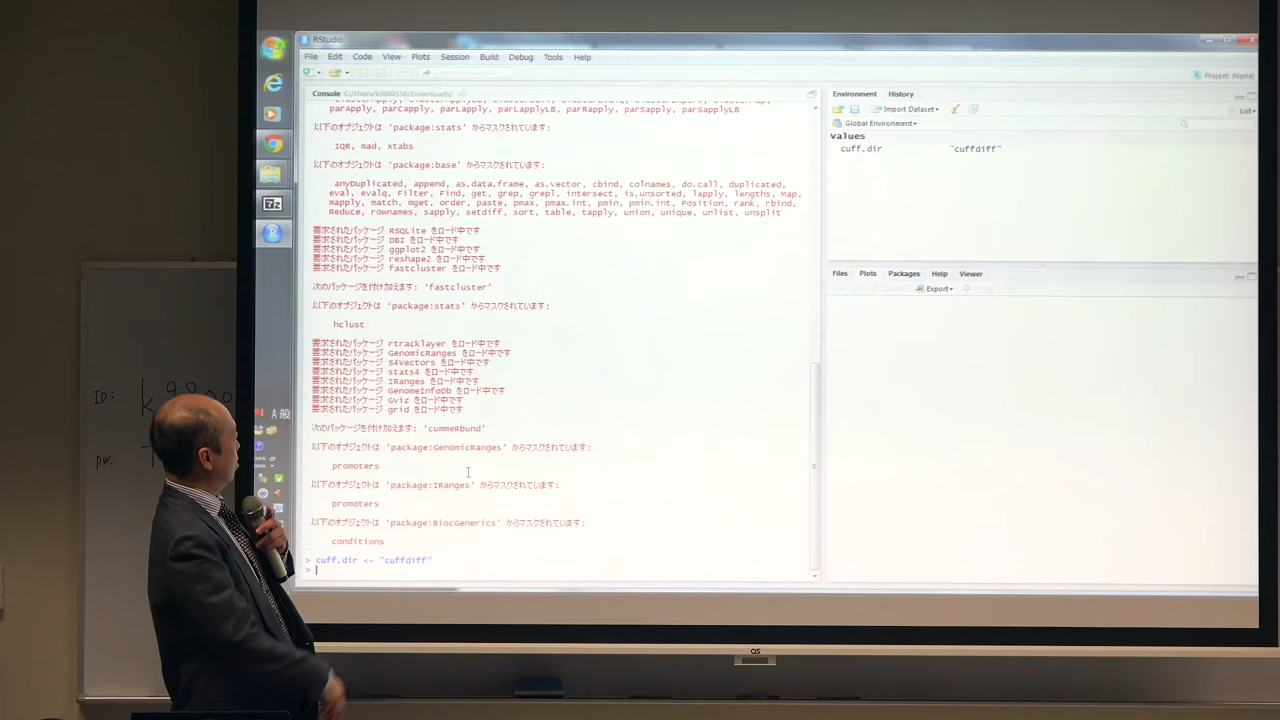 RStudio
File Edit Code View Plots Session Build Debug Tools Help
Project: (None)
Console C:/Users/k9800558/Downloads/
parApply, parCapply, parLapply, parLapplyLB, parRapply, parSapply, parSapplyLB
以下のオブジェクトは 'package:stats' からマスクされています:
IQR, mad, xtabs
以下のオブジェクトは 'package:base' からマスクされています:
anyDuplicated, append, as.data.frame, as.vector, cbind, colnames, do.call, duplicated,
eval, evalq, Filter, Find, get, grep, grepl, intersect, is.unsorted, lapply, lengths, Map,
mapply, match, mget, order, paste, pmax, pmax.int, pmin, pmin.int, Position, rank, rbind,
Reduce, rownames, sapply, setdiff, sort, table, tapply, union, unique, unlist, unsplit
要求されたパッケージ RSQLite をロード中です
要求されたパッケージ DBI をロード中です
要求されたパッケージ ggplot2 をロード中です
要求されたパッケージ reshape2 をロード中です
要求されたパッケージ fastcluster をロード中です
次のパッケージを付け加えます: 'fastcluster'
以下のオブジェクトは 'package:stats' からマスクされています:
hclust
要求されたパッケージ rtracklayer をロード中です
要求されたパッケージ GenomicRanges をロード中です
要求されたパッケージ S4Vectors をロード中です
要求されたパッケージ stats4 をロード中です
要求されたパッケージ IRanges をロード中です
要求されたパッケージ GenomeInfoDb をロード中です
要求されたパッケージ Gviz をロード中です
要求されたパッケージ grid をロード中です
次のパッケージを付け加えます: 'cummeRbund'
以下のオブジェクトは 'package:GenomicRanges' からマスクされています:
promoters
以下のオブジェクトは 'package:IRanges' からマスクされています:
promoters
以下のオブジェクトは 'package:BiocGenerics' からマスクされています:
conditions
> cuff.dir <- "cuffdiff"
>
Environment History
Import Dataset
List
Global Environment
values
cuff.dir "cuffdiff"
Files Plots Packages Help Viewer
Export
7z
R
A 般
ID:
PW:
OS